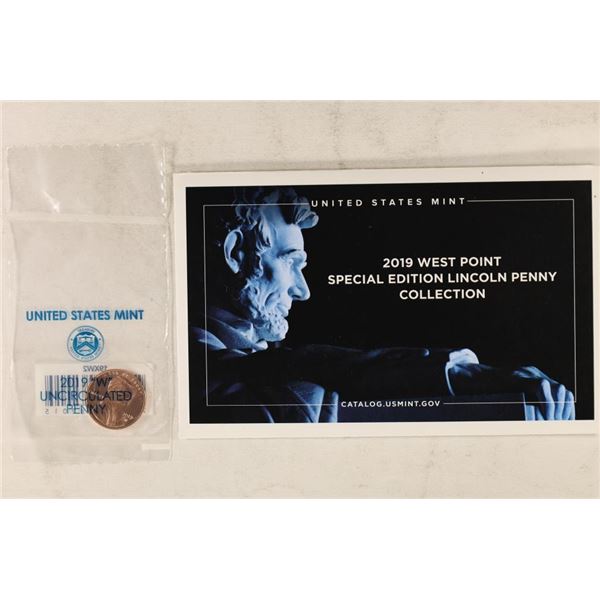 UNITED STATES MINT
19XW2
2019 "W"
UNCIRCULATED
PENNY
UNITED STATES MINT
2019 WEST POINT
SPECIAL EDITION LINCOLN PENNY
COLLECTION
CATALOG.USMINT.GOV